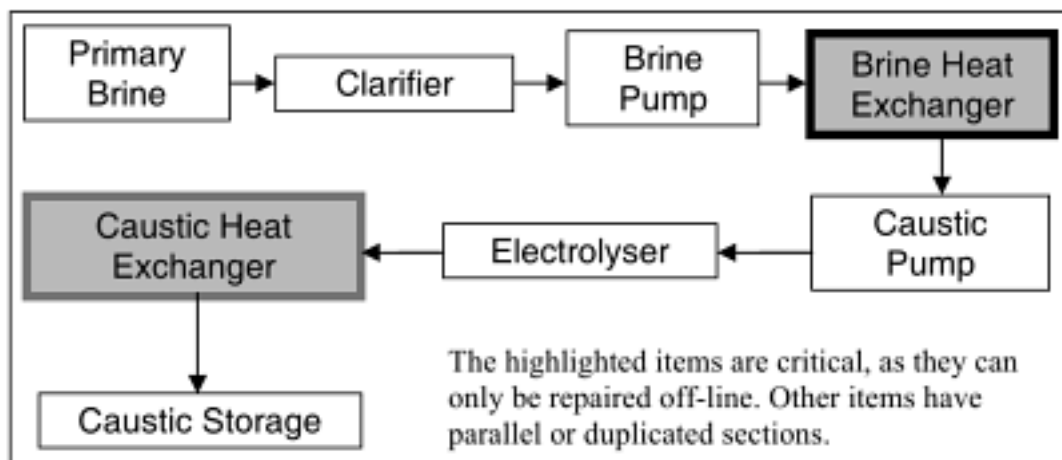 Primary
Brine
Clarifier
Brine
Pump
Brine Heat
Exchanger
Caustic Heat
Exchanger
Electrolyser
Caustic
Pump
Caustic Storage
The highlighted items are critical, as they can
only be repaired off-line. Other items have
parallel or duplicated sections.